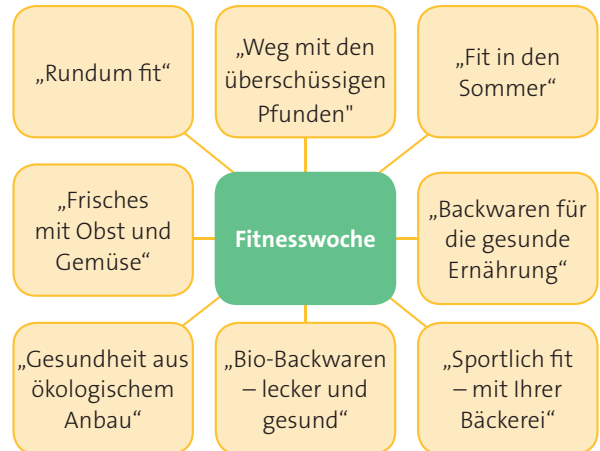 „Rundum fit“
„Weg mit den
überschüssigen
Pfunden"
„Fit in den
Sommer“
„Frisches
mit Obst und
Gemüse“
Fitnesswoche
„Backwaren für
die gesunde
Ernährung“
„Gesundheit aus
ökologischem
Anbau“
„Bio-Backwaren
– lecker und
gesund“
„Sportlich fit
– mit Ihrer
Bäckerei“